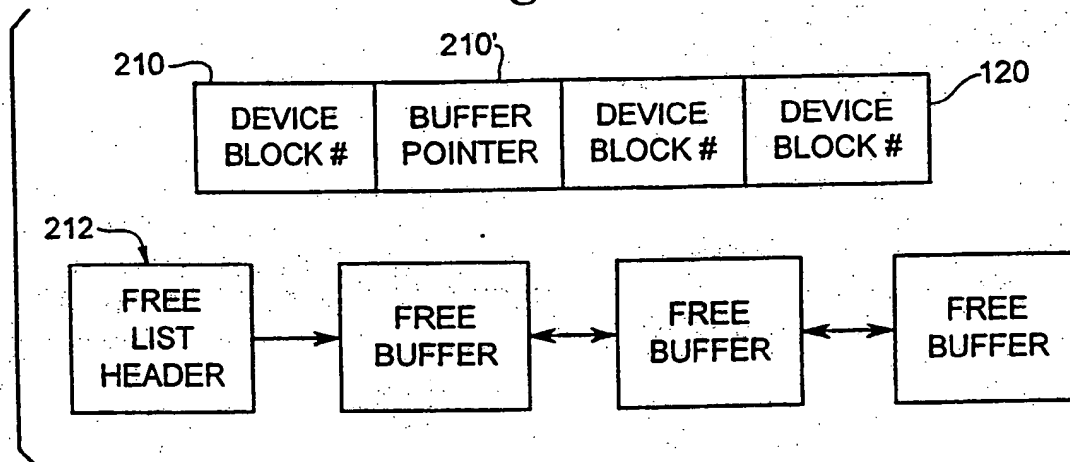 210
210'
120
DEVICE BLOCK #
BUFFER POINTER
DEVICE BLOCK #
DEVICE BLOCK #
212
FREE LIST HEADER
FREE BUFFER
FREE BUFFER
FREE BUFFER